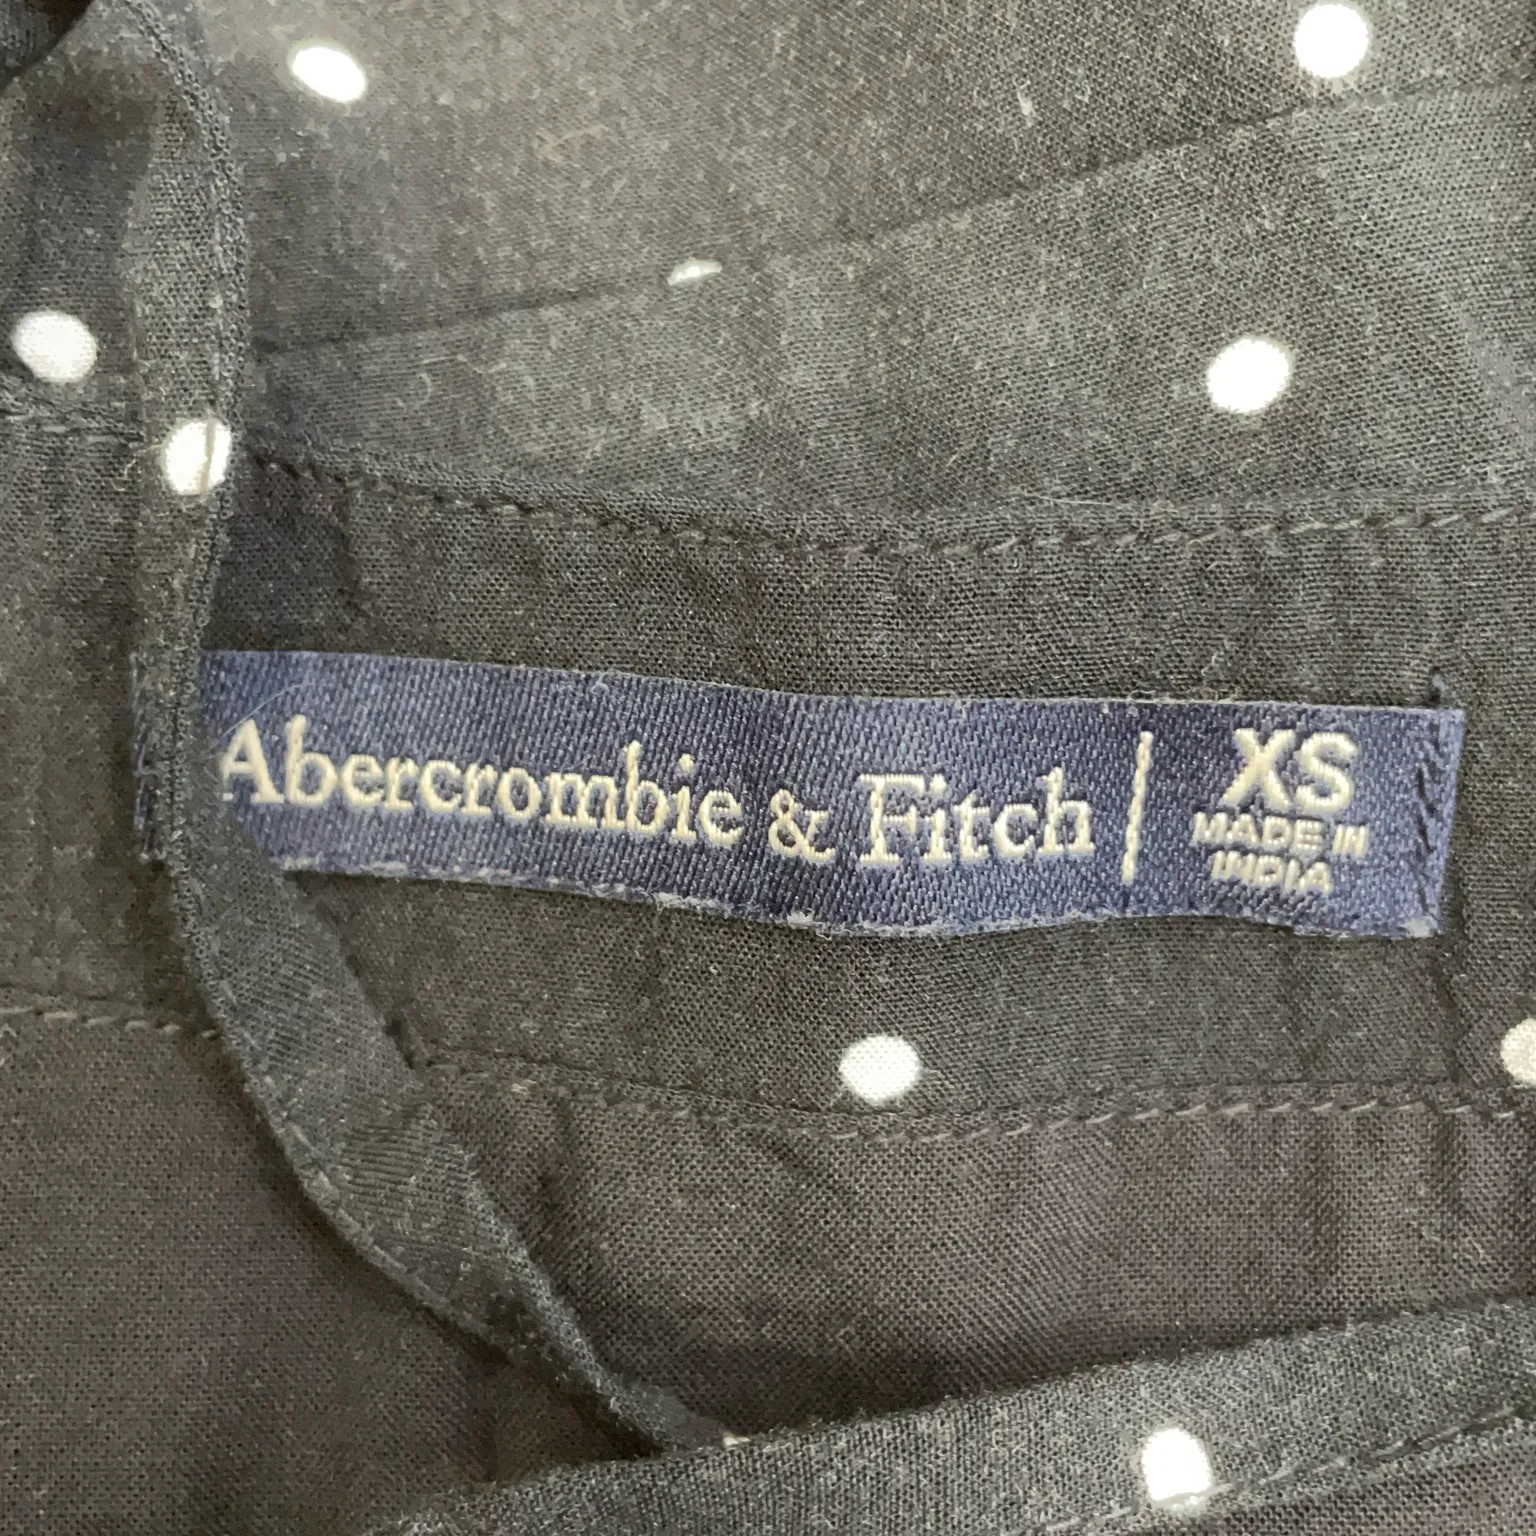 Abercrombie & Fitch
XS
MADE IN
INDIA